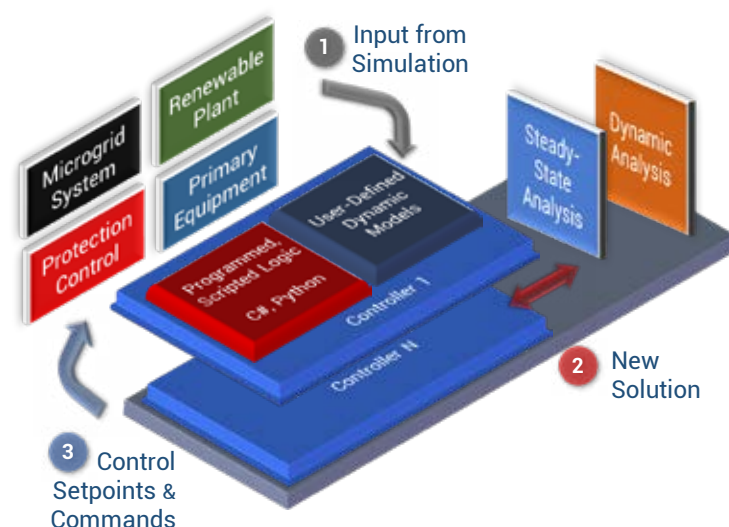 1 Input from
Simulation
Renewable
Plant
Microgrid
System
Primary
Equipment
Protection
Control
Steady-
State
Analysis
Dynamic
Analysis
User-Defined
Dynamic
Models
Programmed,
Scripted Logic
C#, Python
Controller 1
Controller N
2 New
Solution
3 Control
Setpoints &
Commands